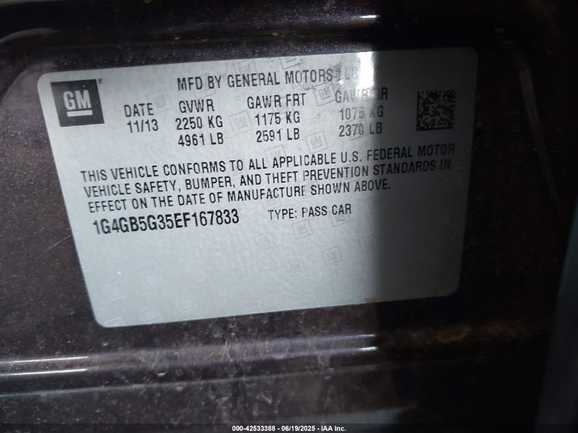 MFD BY GENERAL MOTORS LLC
GM
DATE GVWR GAWR FRT GAWR RR
11/13 2250 KG 1175 KG 1075 KG
4961 LB 2591 LB 2370 LB
THIS VEHICLE CONFORMS TO ALL APPLICABLE U.S. FEDERAL MOTOR
VEHICLE SAFETY, BUMPER, AND THEFT PREVENTION STANDARDS IN
EFFECT ON THE DATE OF MANUFACTURE SHOWN ABOVE.
1G4GB5G35EF167833 TYPE: PASS CAR
000-42533388 - 06/19/2025 - IAA Inc.